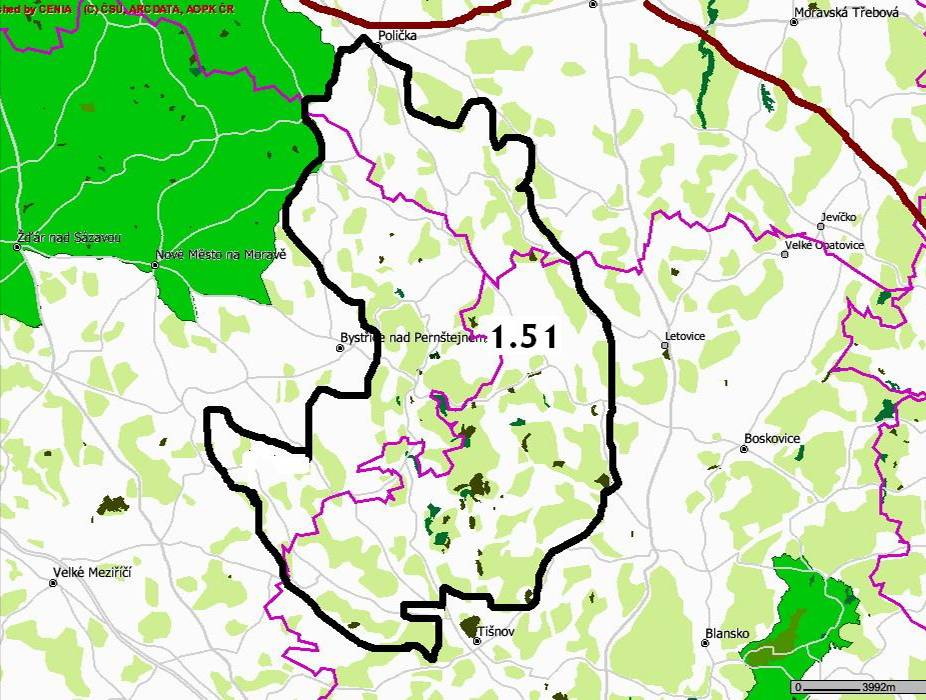 hed by CENIA (C) ČSÚ, ARCDATA, AOPK ČR
Moravská Třebová
Polička
Jevíčko
Žďár nad Sázavou
Velké Opatovice
Nové Město na Moravě
Bystřice nad Pernštejnem
1.51
Letovice
Boskovice
Velké Meziříčí
Tišnov
Blansko
0 3992m